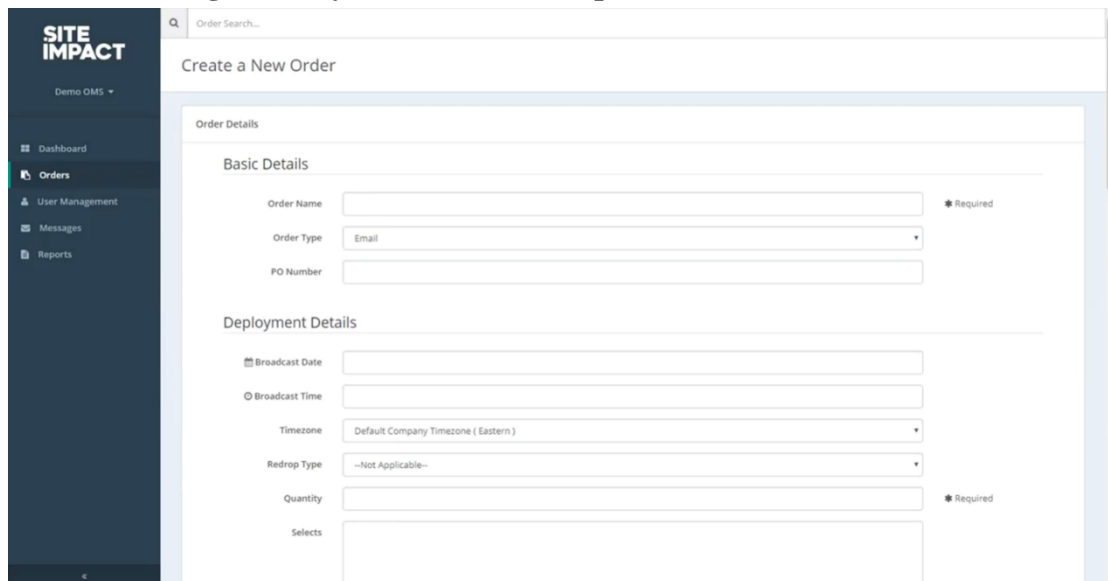 SITE
IMPACT
Demo OMS
Dashboard
Orders
User Management
Messages
Reports
«
Order Search...
Create a New Order
Order Details
Basic Details
Order Name
✱ Required
Order Type
Email
PO Number
Deployment Details
Broadcast Date
Broadcast Time
Timezone
Default Company Timezone ( Eastern )
Redrop Type
--Not Applicable--
Quantity
✱ Required
Selects